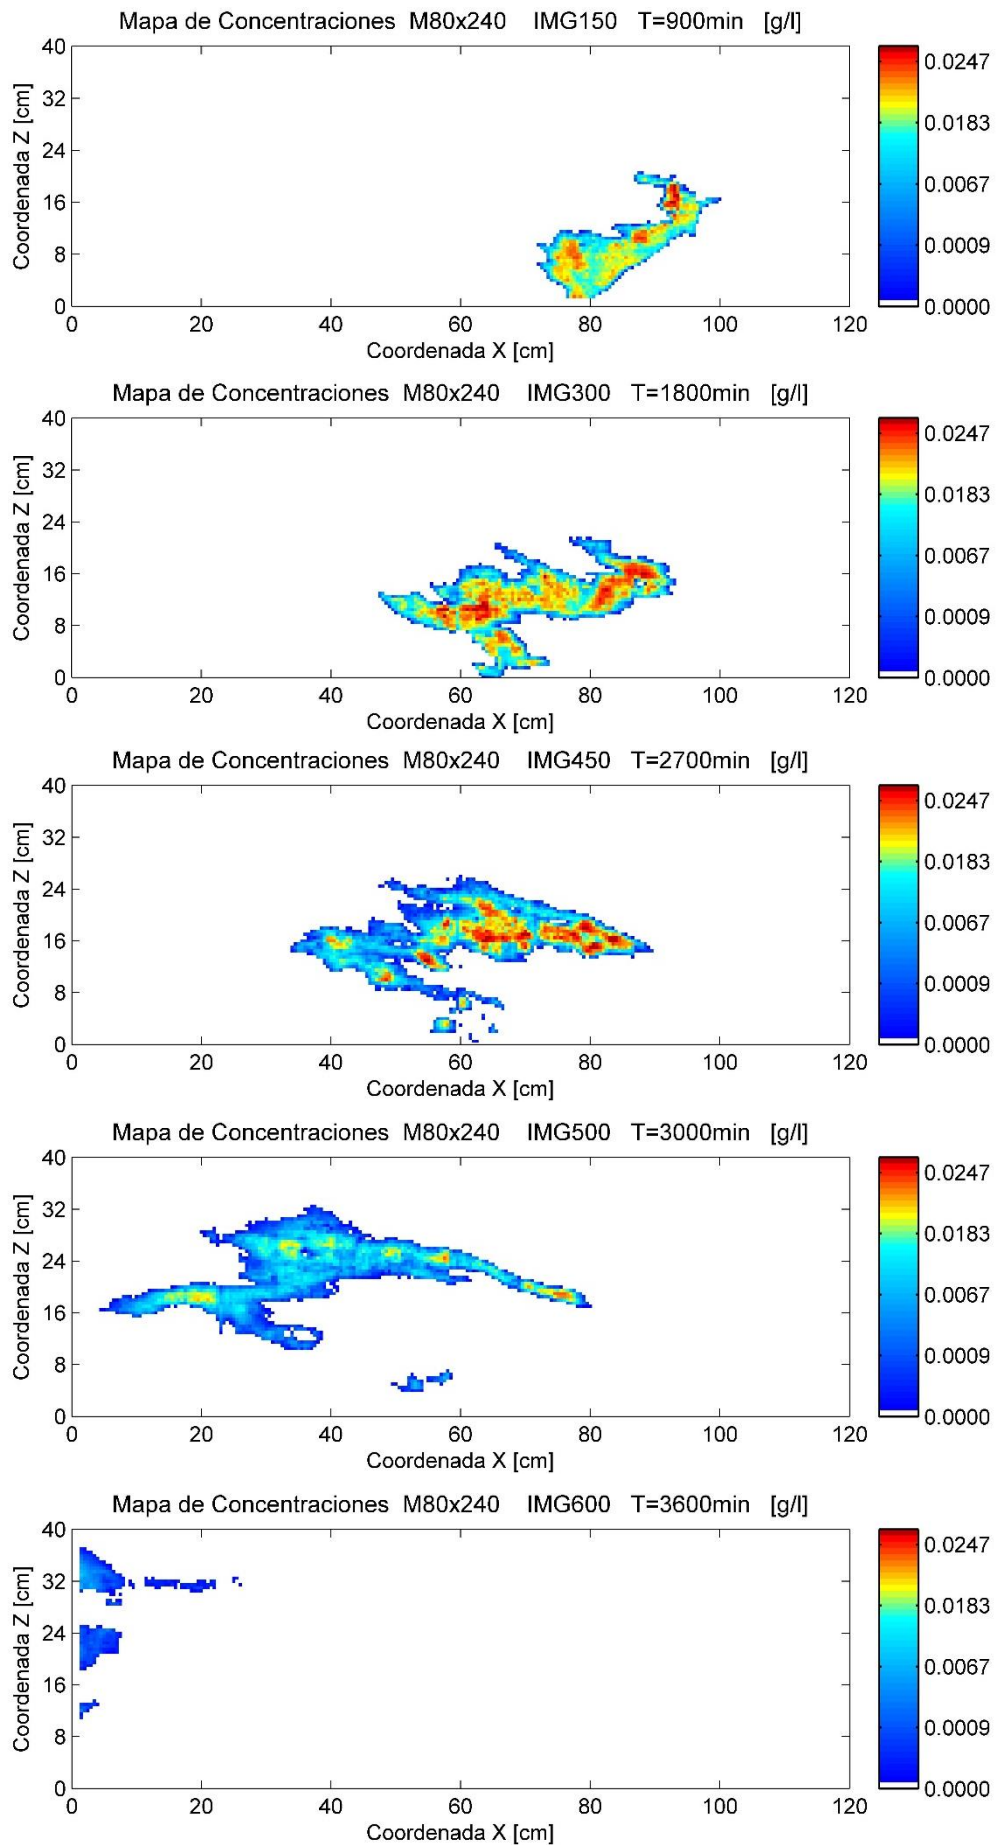 Mapa de Concentraciones M80x240 IMG150 T=900min [g/l]
40
32
24
16
8
0
Coordenada Z [cm]
0 20 40 60 80 100 120
Coordenada X [cm]
0.0247
0.0183
0.0067
0.0009
0.0000
Mapa de Concentraciones M80x240 IMG300 T=1800min [g/l]
40
32
24
16
8
0
Coordenada Z [cm]
0 20 40 60 80 100 120
Coordenada X [cm]
0.0247
0.0183
0.0067
0.0009
0.0000
Mapa de Concentraciones M80x240 IMG450 T=2700min [g/l]
40
32
24
16
8
0
Coordenada Z [cm]
0 20 40 60 80 100 120
Coordenada X [cm]
0.0247
0.0183
0.0067
0.0009
0.0000
Mapa de Concentraciones M80x240 IMG500 T=3000min [g/l]
40
32
24
16
8
0
Coordenada Z [cm]
0 20 40 60 80 100 120
Coordenada X [cm]
0.0247
0.0183
0.0067
0.0009
0.0000
Mapa de Concentraciones M80x240 IMG600 T=3600min [g/l]
40
32
24
16
8
0
Coordenada Z [cm]
0 20 40 60 80 100 120
Coordenada X [cm]
0.0247
0.0183
0.0067
0.0009
0.0000